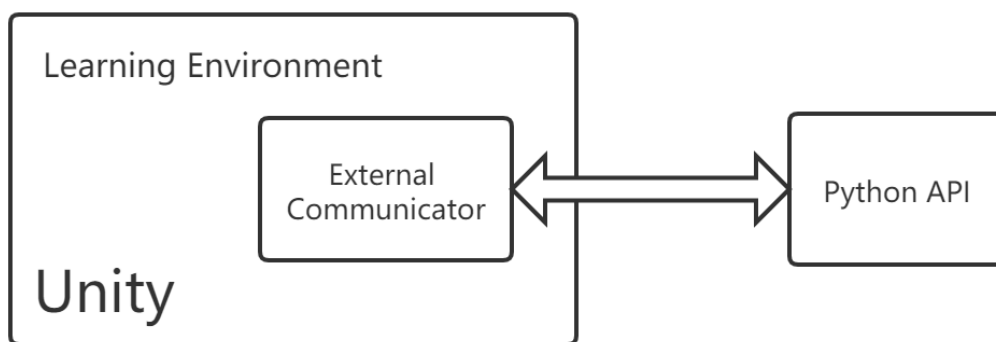 Learning Environment
External
Communicator
Python API
Unity